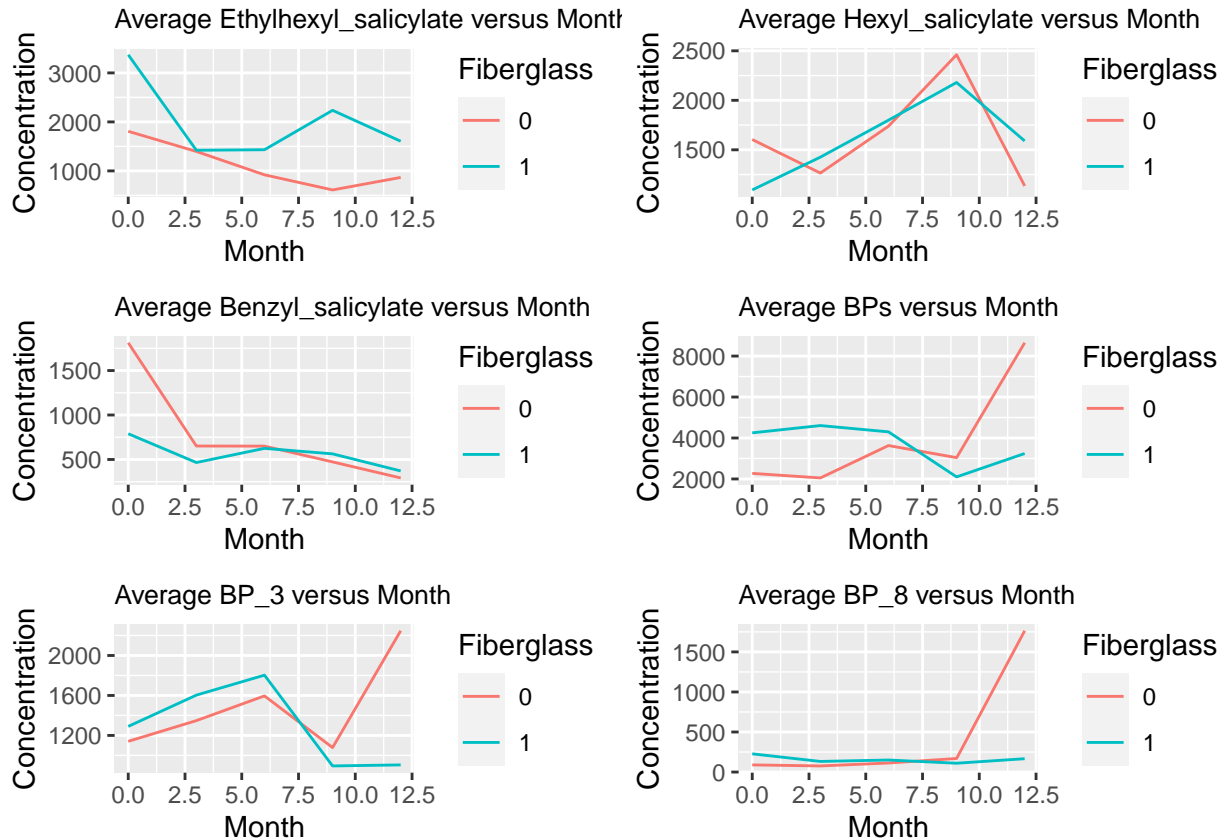 Average Ethylhexyl_salicylate versus Month
Concentration
3000
2000
1000
0.0 2.5 5.0 7.5 10.0 12.5
Month
Fiberglass
0
1
Average Hexyl_salicylate versus Month
Concentration
2500
2000
1500
0.0 2.5 5.0 7.5 10.0 12.5
Month
Fiberglass
0
1
Average Benzyl_salicylate versus Month
Concentration
1500
1000
500
0.0 2.5 5.0 7.5 10.0 12.5
Month
Fiberglass
0
1
Average BPs versus Month
Concentration
8000
6000
4000
2000
0.0 2.5 5.0 7.5 10.0 12.5
Month
Fiberglass
0
1
Average BP_3 versus Month
Concentration
2000
1600
1200
0.0 2.5 5.0 7.5 10.0 12.5
Month
Fiberglass
0
1
Average BP_8 versus Month
Concentration
1500
1000
500
0
0.0 2.5 5.0 7.5 10.0 12.5
Month
Fiberglass
0
1